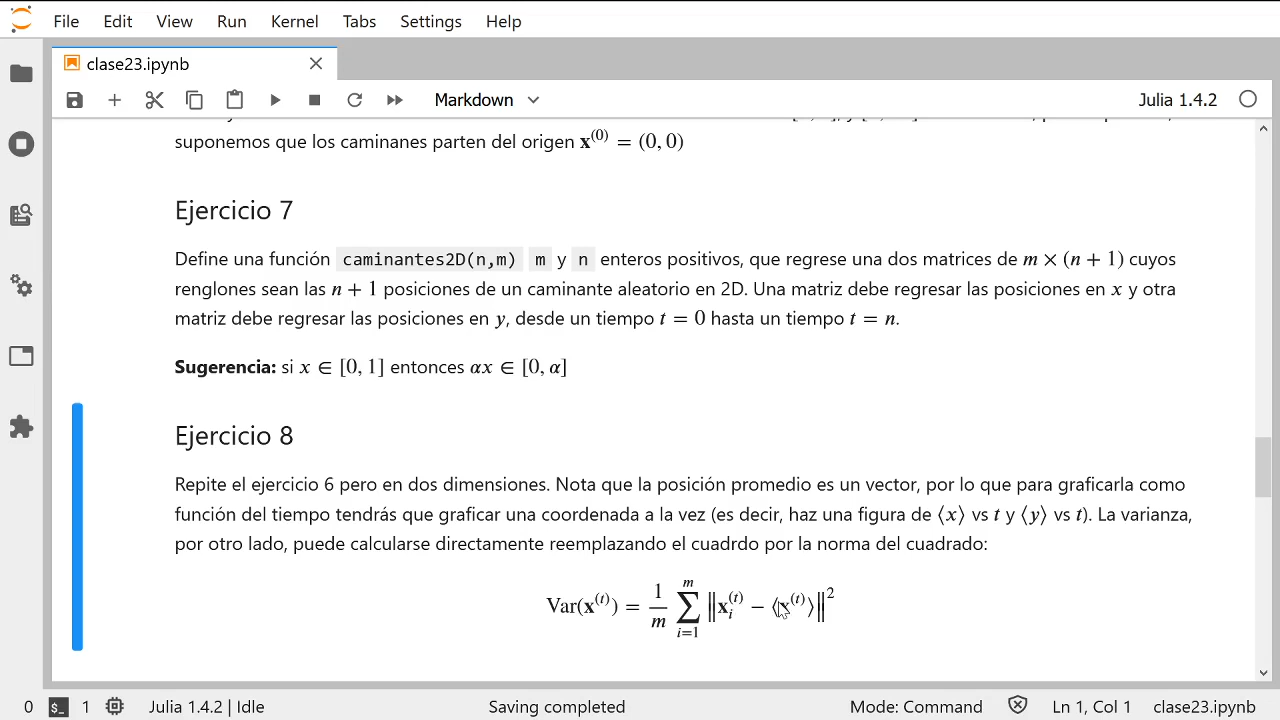 File Edit View Run Kernel Tabs Settings Help
clase23.ipynb
Markdown
Julia 1.4.2
suponemos que los caminanes parten del origen x^(0) = (0, 0)
Ejercicio 7
Define una función caminantes2D(n,m) m y n enteros positivos, que regrese una dos matrices de m × (n + 1) cuyos
renglones sean las n + 1 posiciones de un caminante aleatorio en 2D. Una matriz debe regresar las posiciones en x y otra
matriz debe regresar las posiciones en y, desde un tiempo t = 0 hasta un tiempo t = n.
Sugerencia: si x ∈ [0, 1] entonces αx ∈ [0, α]
Ejercicio 8
Repite el ejercicio 6 pero en dos dimensiones. Nota que la posición promedio es un vector, por lo que para graficarla como
función del tiempo tendrás que graficar una coordenada a la vez (es decir, haz una figura de ⟨x⟩ vs t y ⟨y⟩ vs t). La varianza,
por otro lado, puede calcularse directamente reemplazando el cuadrdo por la norma del cuadrado:
Var(x^(t)) = 1/m ∑_{i=1}^{m} ‖x_i^(t) − ⟨x^(t)⟩‖^2
0 $_ 1 Julia 1.4.2 | Idle Saving completed Mode: Command Ln 1, Col 1 clase23.ipynb